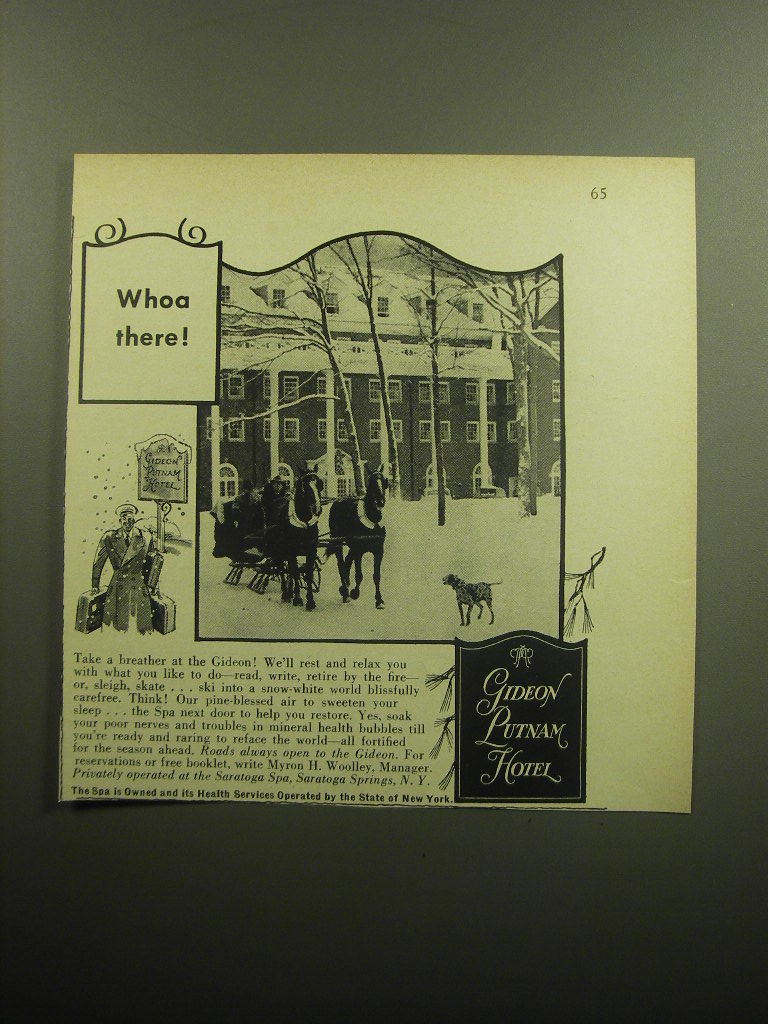 65
Whoa
there!
GIDEON
PUTNAM
HOTEL
Take a breather at the Gideon! We'll rest and relax you
with what you like to do—read, write, retire by the fire—
or, sleigh, skate . . . ski into a snow-white world blissfully
carefree. Think! Our pine-blessed air to sweeten your
sleep . . . the Spa next door to help you restore. Yes, soak
your poor nerves and troubles in mineral health bubbles till
you're ready and raring to reface the world—all fortified
for the season ahead. Roads always open to the Gideon. For
reservations or free booklet, write Myron H. Woolley, Manager.
Privately operated at the Saratoga Spa, Saratoga Springs, N. Y.
The Spa is Owned and its Health Services Operated by the State of New York.
GIDEON
PUTNAM
HOTEL